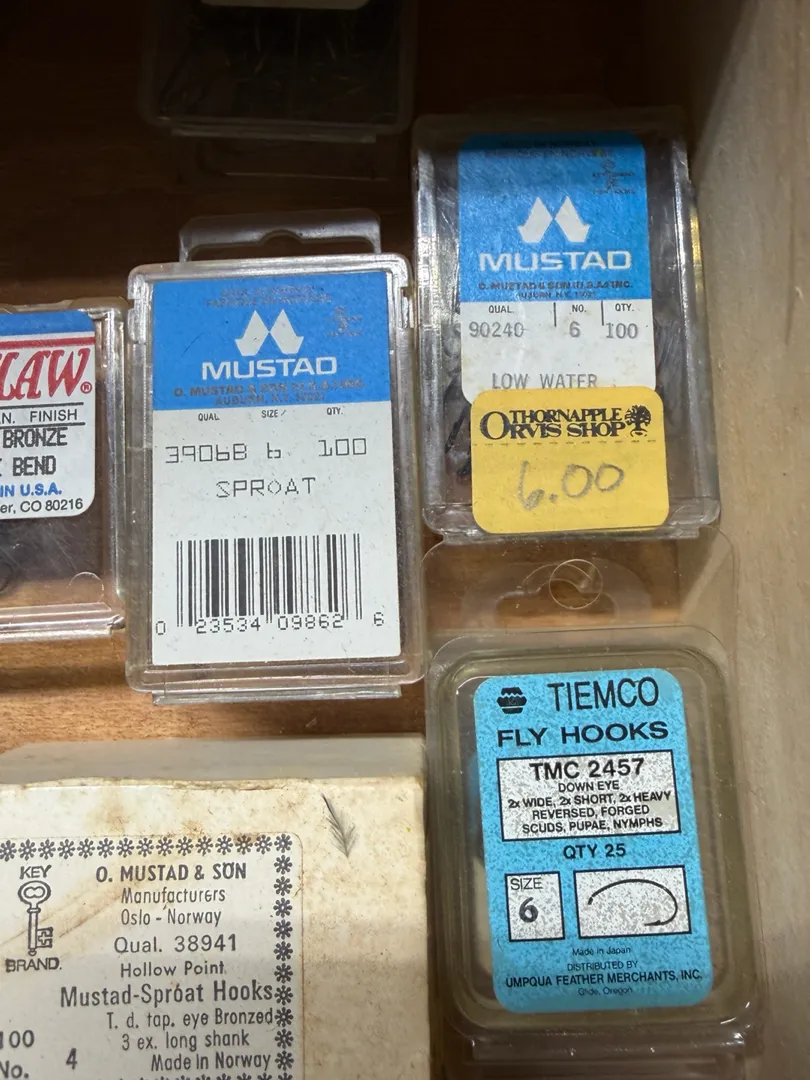 LAW®
N. FINISH
BRONZE
BEND
IN U.S.A.
er, CO 80216
MUSTAD
O. MUSTAD & SON
AUBURN, N.Y. 13021
QUAL SIZE/ QTY.
3906B 6 100
SPROAT
0 23534 09862 6
MUSTAD
O. MUSTAD & SON (U.S.A.) INC.
AUBURN, N.Y. 13021
QUAL. NO. QTY.
90240 6 100
LOW WATER
THORNAPPLE
ORVIS SHOP
6.00
TIEMCO
FLY HOOKS
TMC 2457
DOWN EYE
2x WIDE, 2x SHORT, 2x HEAVY
REVERSED, FORGED
SCUDS, PUPAE, NYMPHS
QTY 25
SIZE
6
Made in Japan
DISTRIBUTED BY
UMPQUA FEATHER MERCHANTS, INC.
Glide, Oregon
KEY
BRAND.
O. MUSTAD & SÖN
Manufacturers
Oslo - Norway
Qual. 38941
Hollow Point
Mustad-Sproat Hooks
T. d. tap. eye Bronzed
3 ex. long shank
Made in Norway
100
No. 4